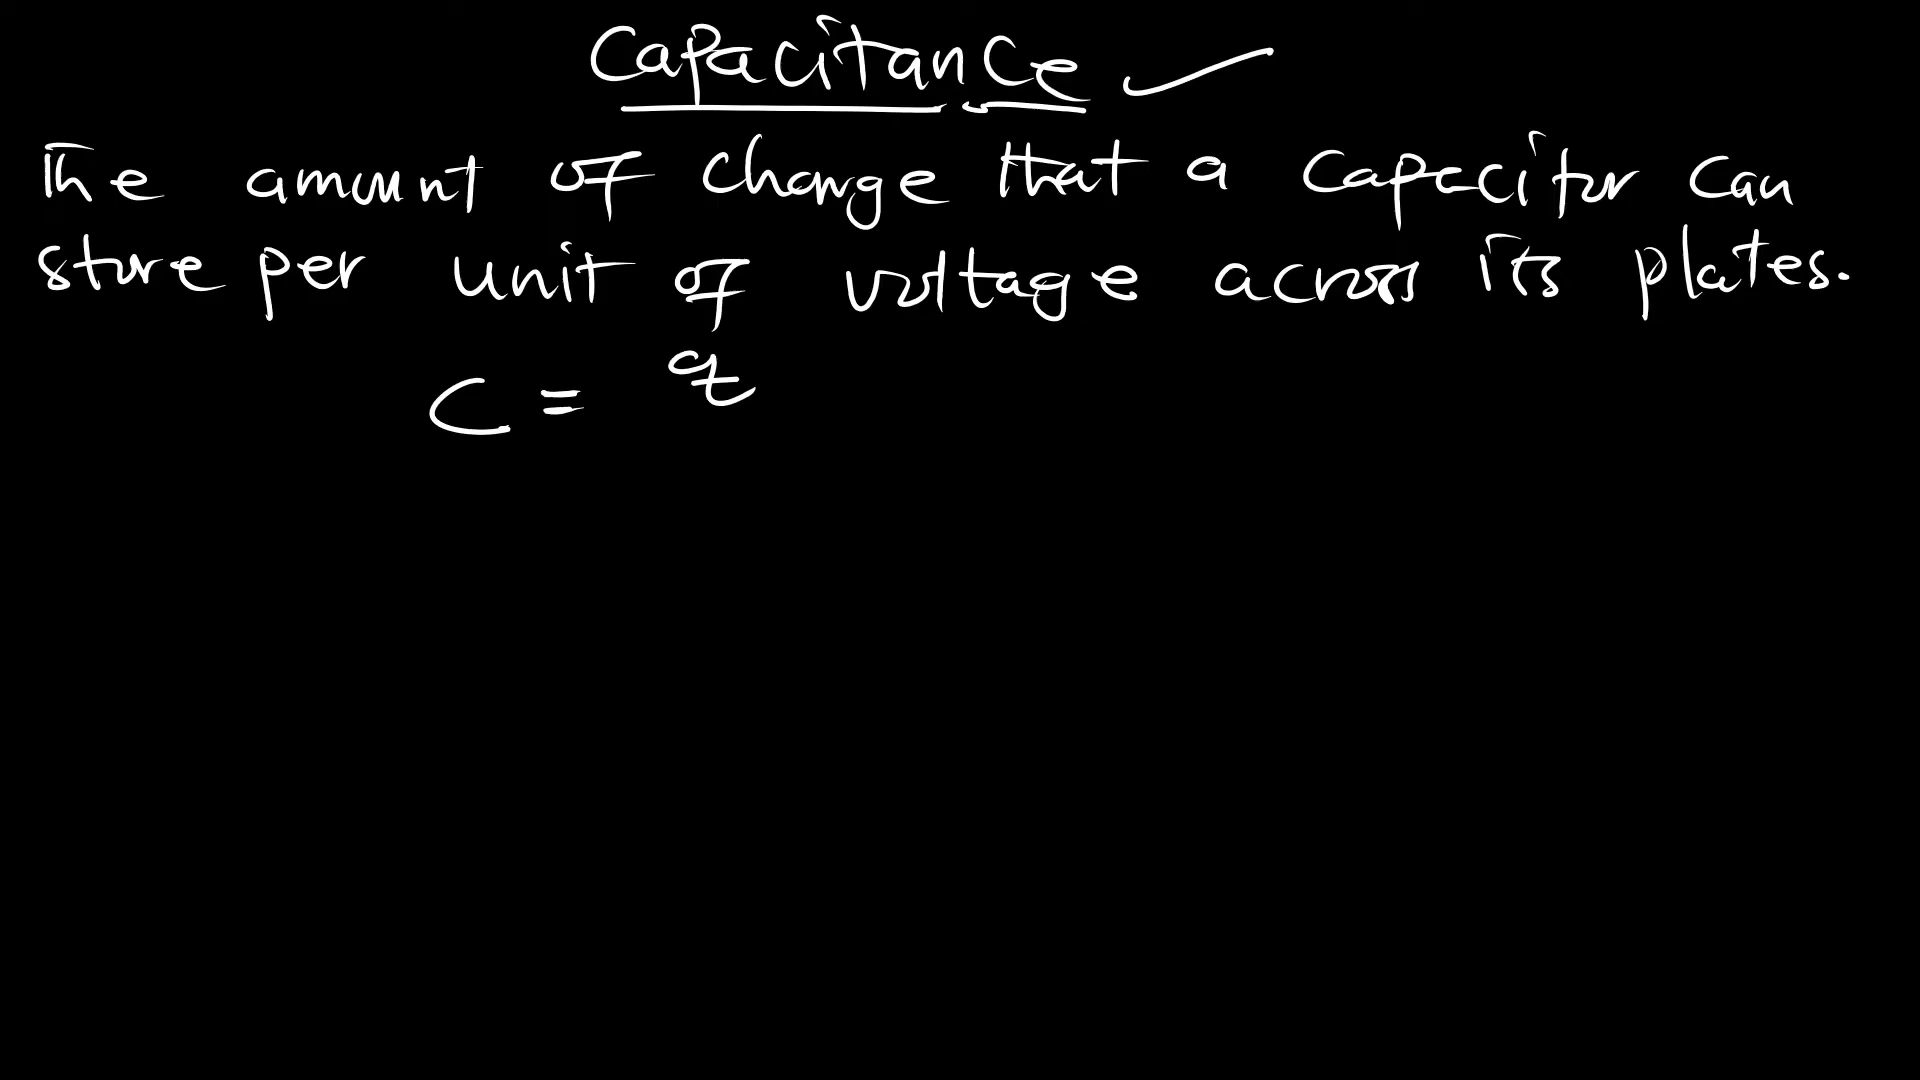 Capacitance
The amount of charge that a capacitor can
store per unit of voltage across its plates.
C = q